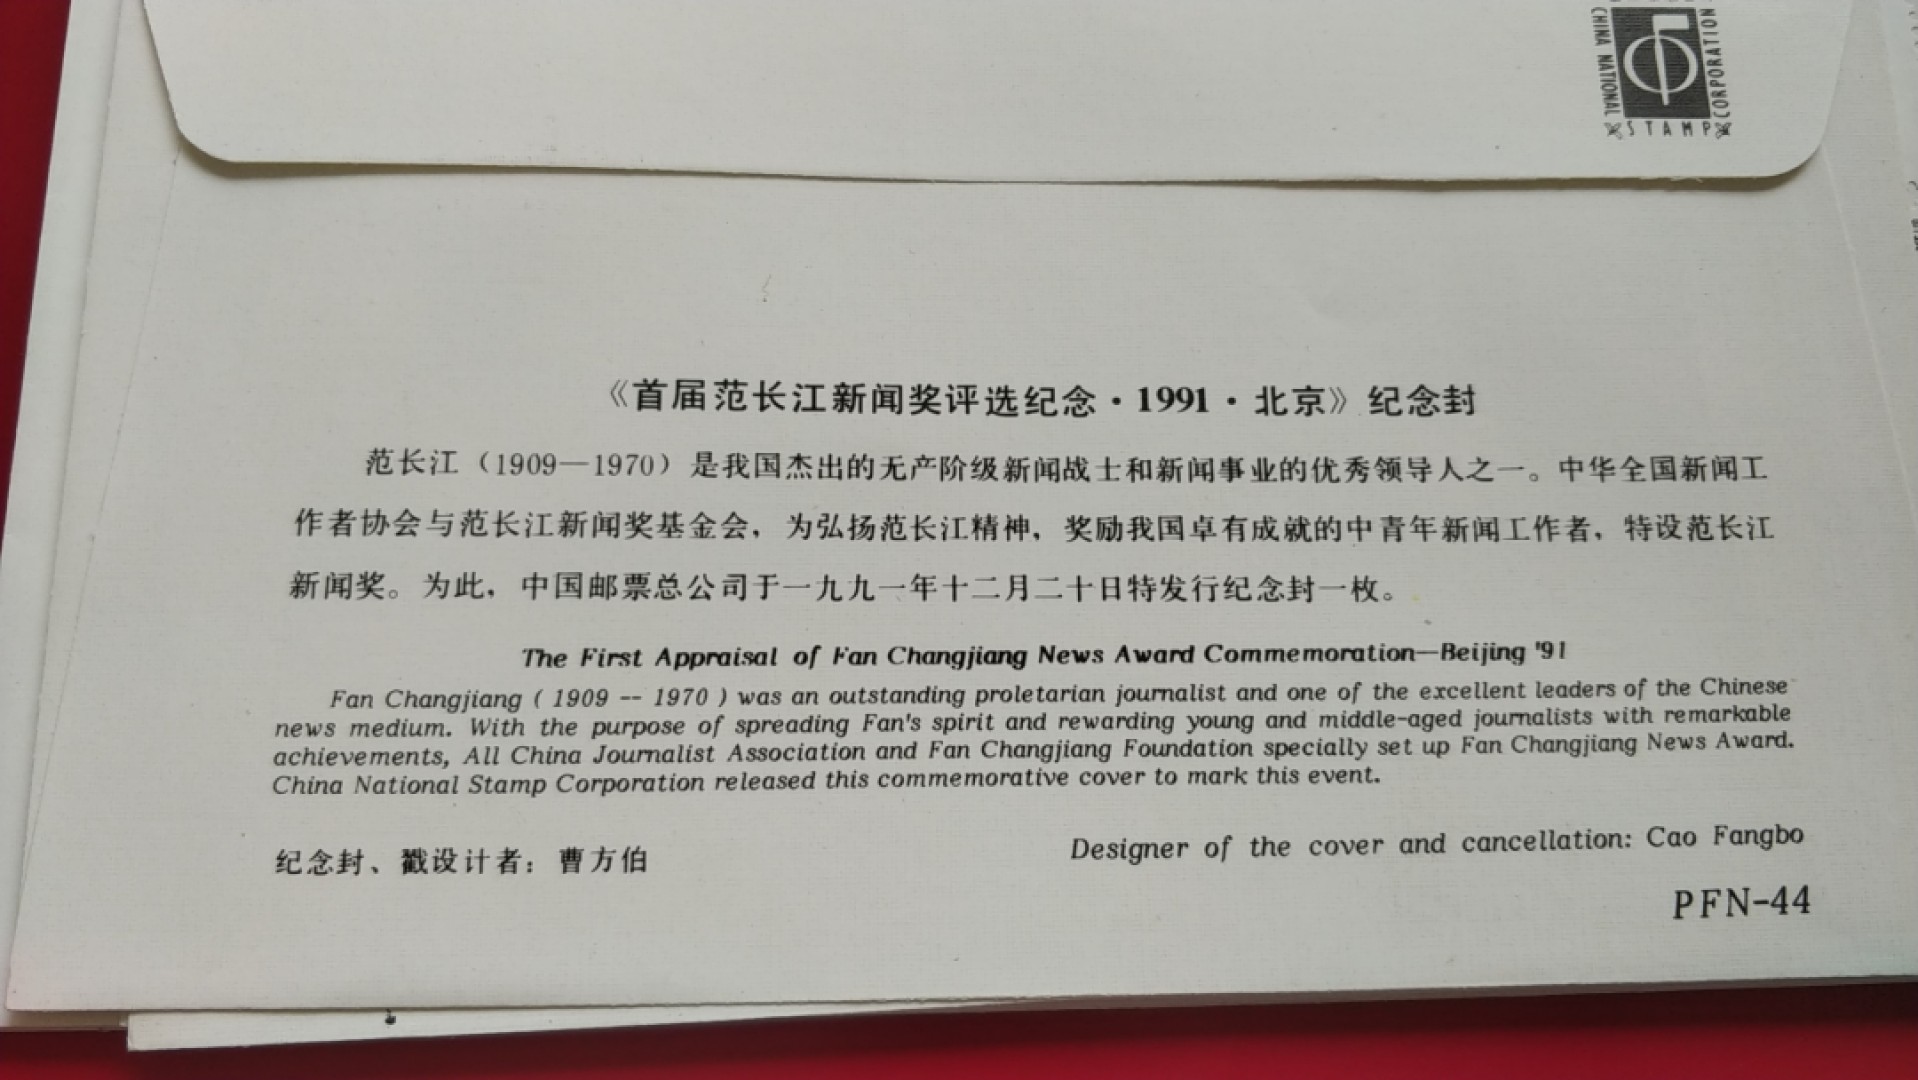 CHINA NATIONAL
STAMP
CORPORATION
《首届范长江新闻奖评选纪念·1991·北京》纪念封
范长江（1909—1970）是我国杰出的无产阶级新闻战士和新闻事业的优秀领导人之一。中华全国新闻工
作者协会与范长江新闻奖基金会，为弘扬范长江精神，奖励我国卓有成就的中青年新闻工作者，特设范长江
新闻奖。为此，中国邮票总公司于一九九一年十二月二十日特发行纪念封一枚。
The First Appraisal of Fan Changjiang News Award Commemoration—Beijing '91
Fan Changjiang ( 1909 -- 1970 ) was an outstanding proletarian journalist and one of the excellent leaders of the Chinese
news medium. With the purpose of spreading Fan's spirit and rewarding young and middle-aged journalists with remarkable
achievements, All China Journalist Association and Fan Changjiang Foundation specially set up Fan Changjiang News Award.
China National Stamp Corporation released this commemorative cover to mark this event.
纪念封、戳设计者：曹方伯
Designer of the cover and cancellation: Cao Fangbo
PFN-44